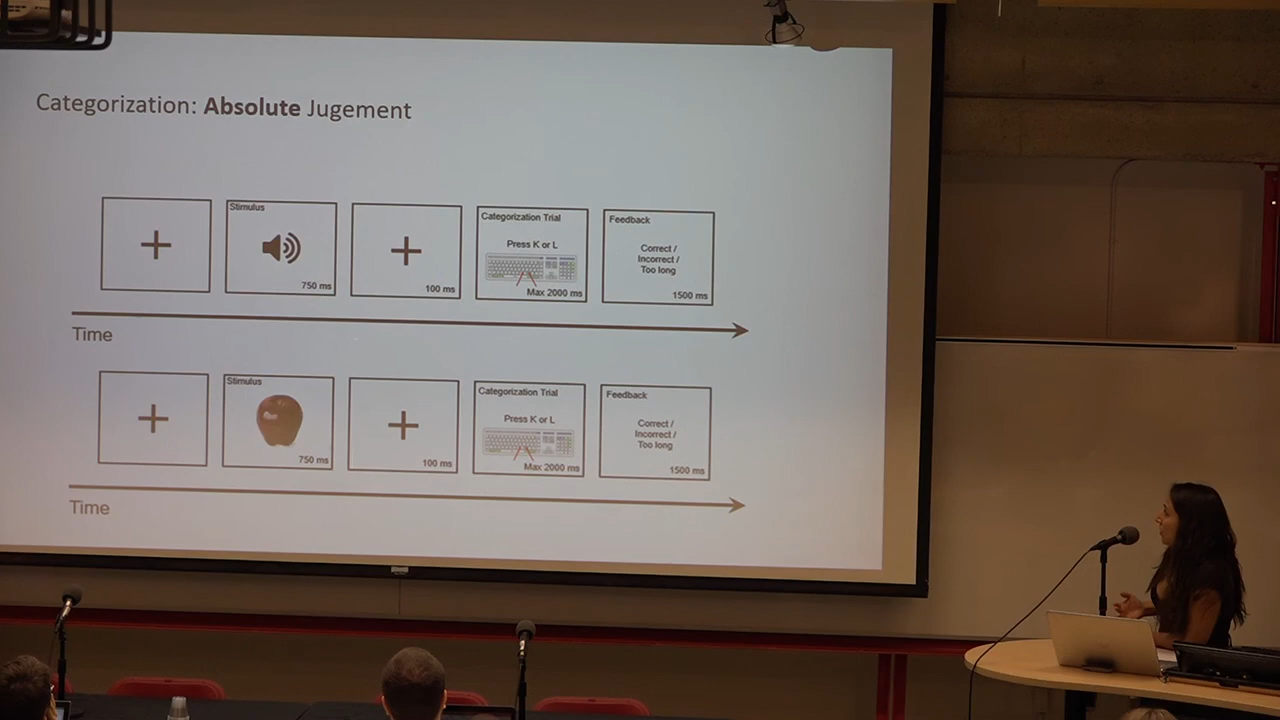 Categorization: Absolute Jugement
Stimulus
750 ms
100 ms
Categorization Trial
Press K or L
Max 2000 ms
Feedback
Correct /
Incorrect /
Too long
1500 ms
Time
Stimulus
750 ms
100 ms
Categorization Trial
Press K or L
Max 2000 ms
Feedback
Correct /
Incorrect /
Too long
1500 ms
Time